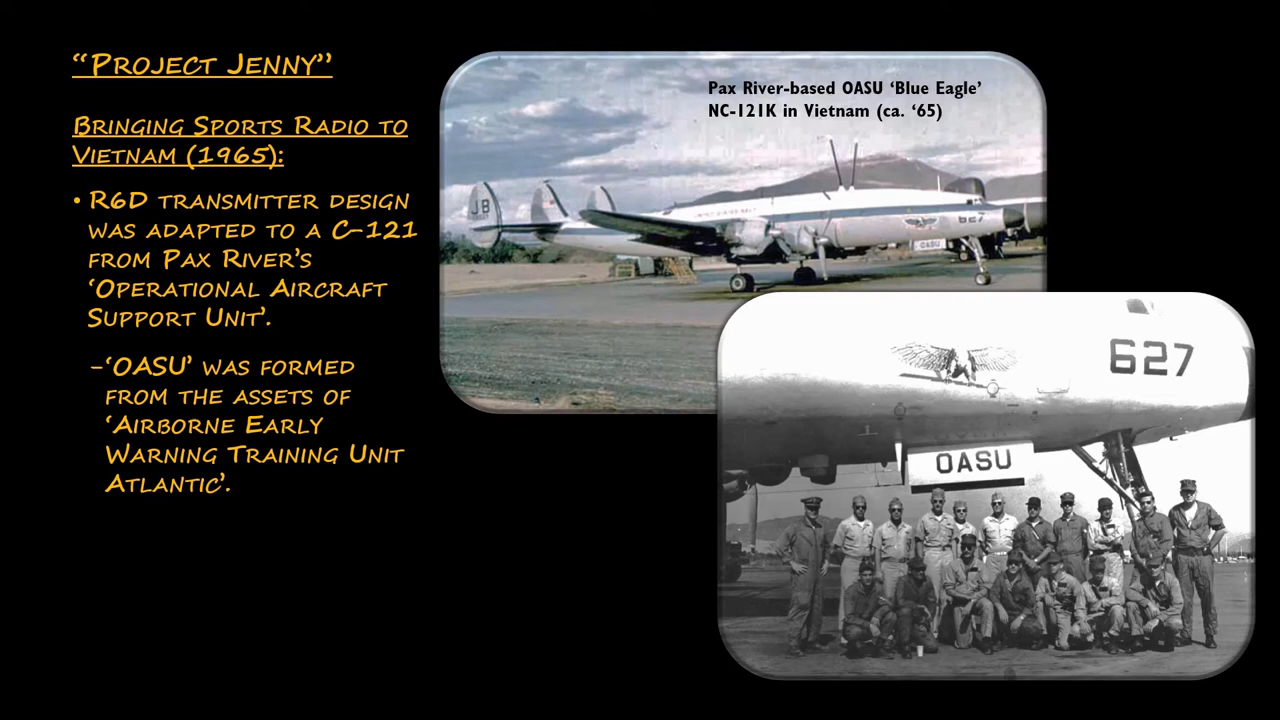 “Project Jenny”
Bringing Sports Radio to
Vietnam (1965):
• R6D transmitter design
was adapted to a C-121
from Pax River’s
‘Operational Aircraft
Support Unit’.
–‘OASU’ was formed
from the assets of
‘Airborne Early
Warning Training Unit
Atlantic’.
Pax River-based OASU ‘Blue Eagle’
NC-121K in Vietnam (ca. ‘65)
JB
627
OASU
627
OASU